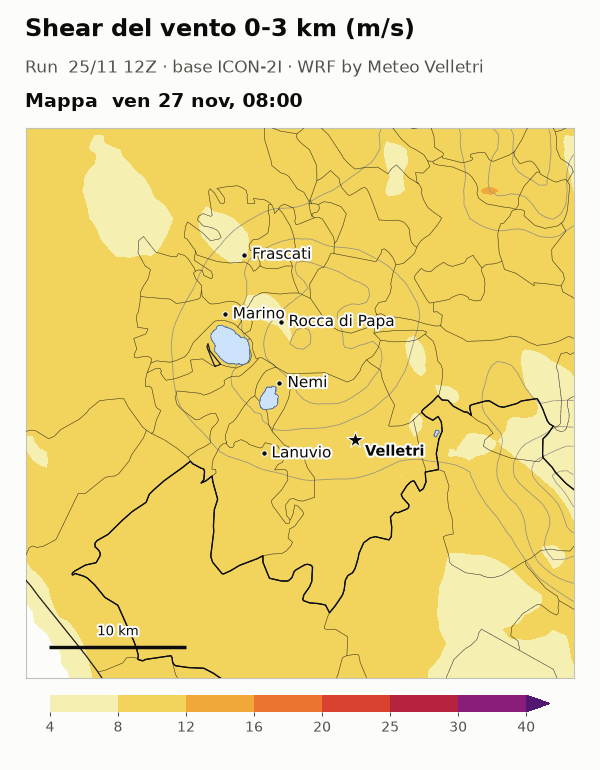 Shear del vento 0-3 km (m/s)
Run  25/11 12Z · base ICON-2I · WRF by Meteo Velletri
Mappa  ven 27 nov, 08:00
Frascati
Marino
Rocca di Papa
Nemi
Velletri
Lanuvio
10 km
4 8 12 16 20 25 30 40